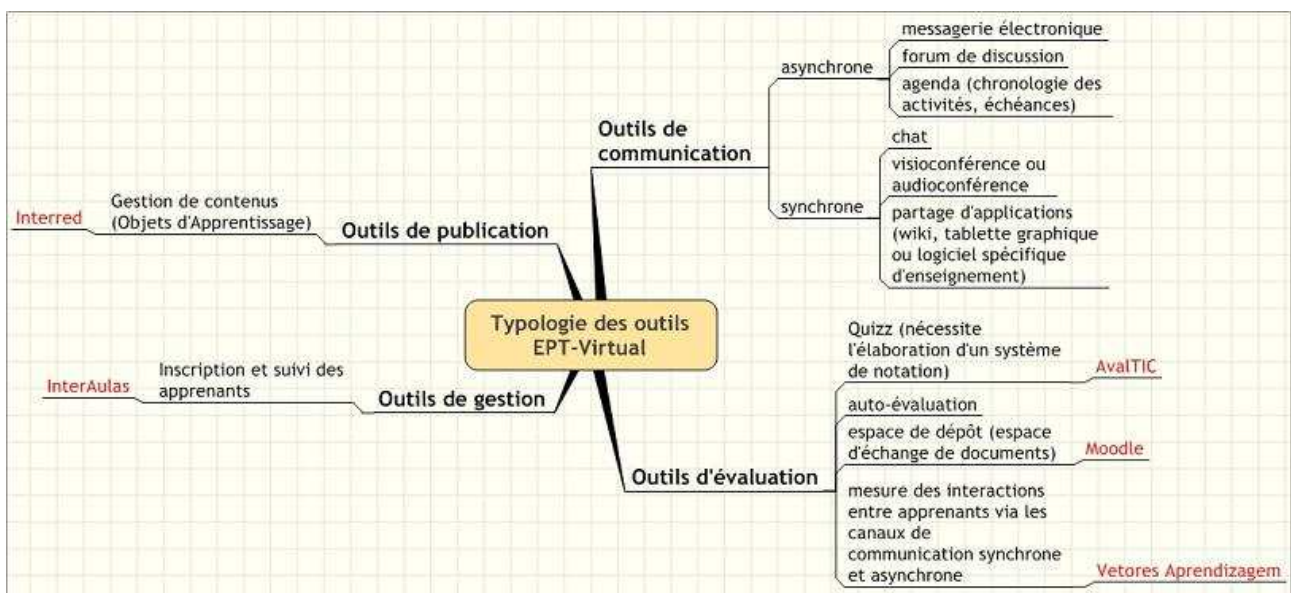 Typologie des outils
EPT-Virtual
Outils de
communication
asynchrone
messagerie électronique
forum de discussion
agenda (chronologie des
activités, échéances)
synchrone
chat
visioconférence ou
audioconférence
partage d'applications
(wiki, tablette graphique
ou logiciel spécifique
d'enseignement)
Outils de publication
Gestion de contenus
(Objets d'Apprentissage)
Interred
Outils de gestion
Inscription et suivi des
apprenants
InterAulas
Outils d'évaluation
Quizz (nécessite
l'élaboration d'un système
de notation)
AvalTIC
auto-évaluation
espace de dépôt (espace
d'échange de documents)
Moodle
mesure des interactions
entre apprenants via les
canaux de
communication synchrone
et asynchrone
Vetores Aprendizagem